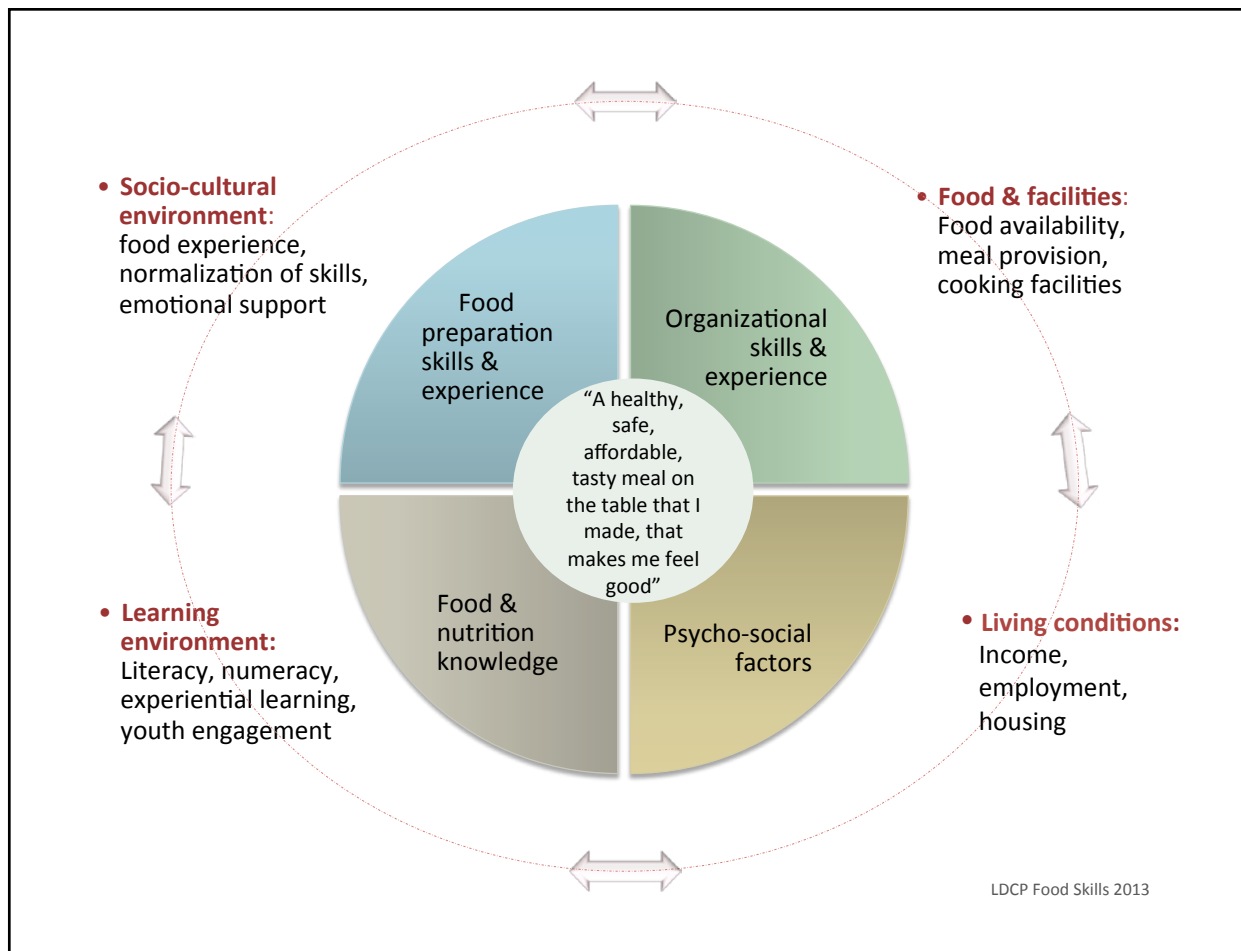 • Socio-cultural
environment:
food experience,
normalization of skills,
emotional support
• Food & facilities:
Food availability,
meal provision,
cooking facilities
Food
preparation
skills &
experience
Organizational
skills &
experience
“A healthy,
safe,
affordable,
tasty meal on
the table that I
made, that
makes me feel
good”
Food &
nutrition
knowledge
Psycho-social
factors
• Learning
environment:
Literacy, numeracy,
experiential learning,
youth engagement
• Living conditions:
Income,
employment,
housing
LDCP Food Skills 2013